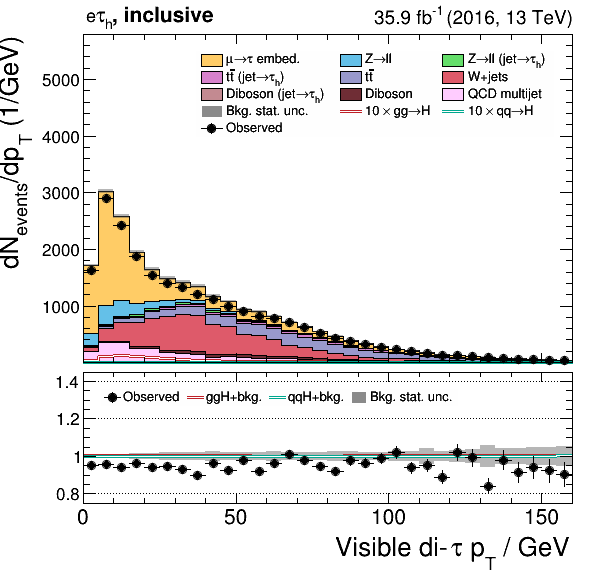 eτh, inclusive
35.9 fb-1 (2016, 13 TeV)
dNevents/dpT (1/GeV)
5000
4000
3000
2000
1000
μ→τ embed.
Z→ll
Z→ll (jet→τh)
tt̄ (jet→τh)
tt̄
W+jets
Diboson (jet→τh)
Diboson
QCD multijet
Bkg. stat. unc.
10 × gg→H
10 × qq→H
Observed
1.4
1.2
1
0.8
Observed
ggH+bkg.
qqH+bkg.
Bkg. stat. unc.
0
50
100
150
Visible di-τ pT / GeV